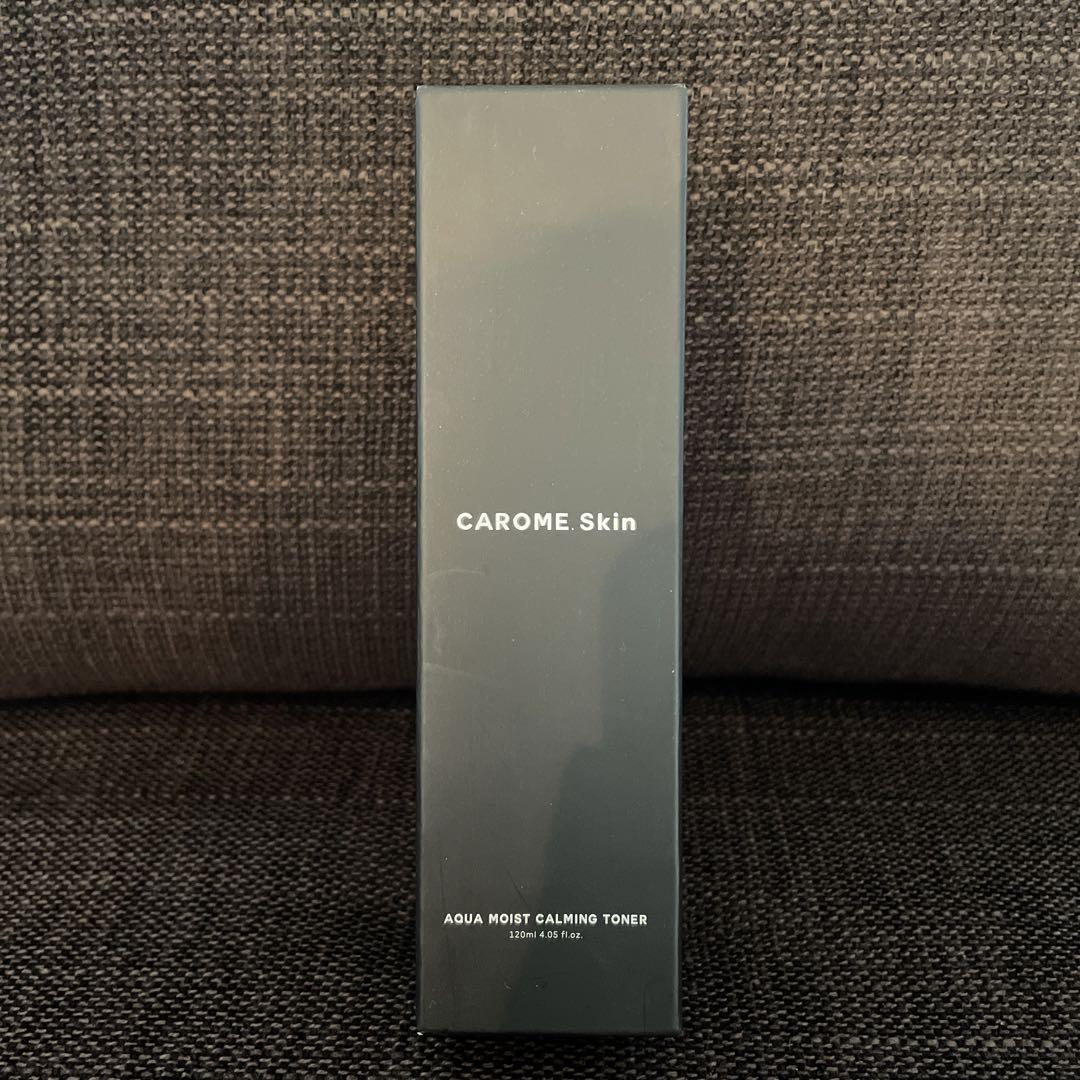 CAROME. Skin
AQUA MOIST CALMING TONER
120ml 4.05 fl.oz.